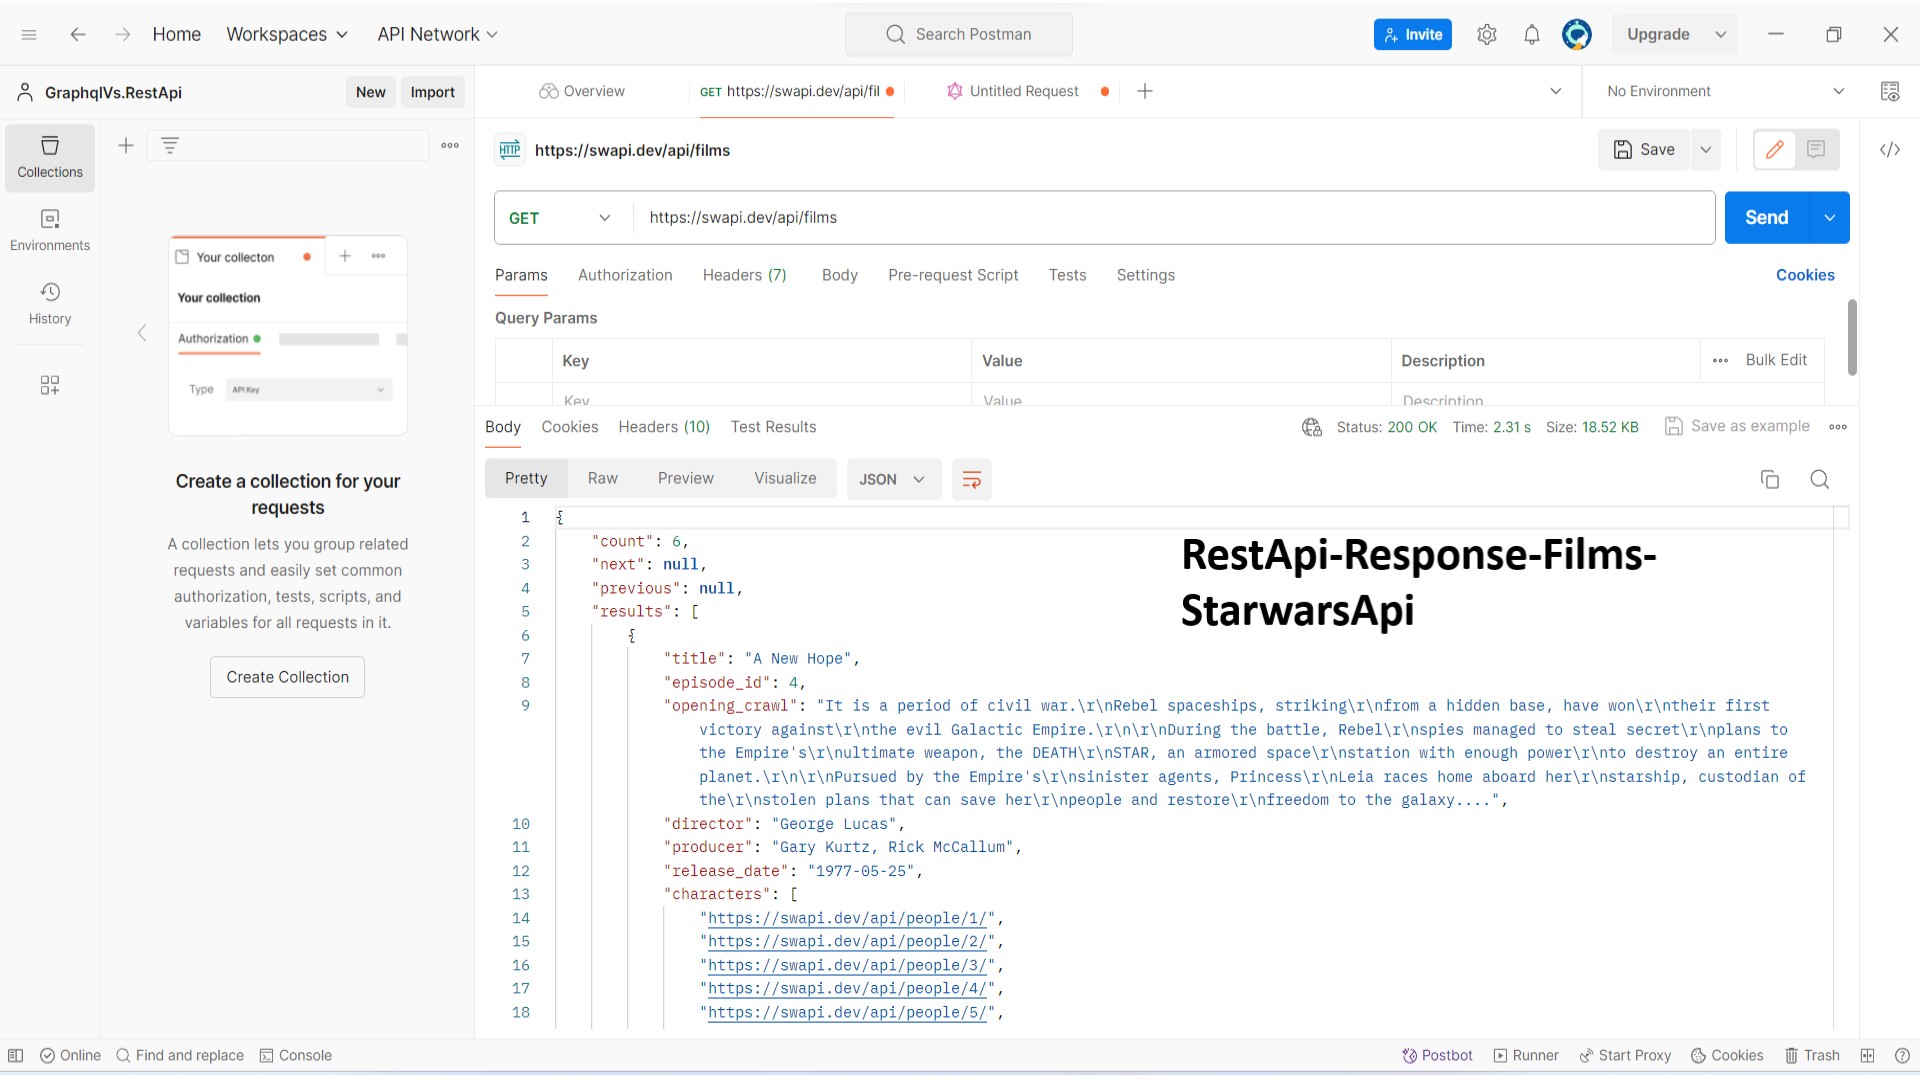 Home Workspaces API Network Search Postman Invite Upgrade
GraphqlVs.RestApi New Import Overview GET https://swapi.dev/api/fil Untitled Request No Environment
Collections
Environments
History
Your collecton
Your collection
Authorization
Type API Key
Create a collection for your
requests
A collection lets you group related
requests and easily set common
authorization, tests, scripts, and
variables for all requests in it.
Create Collection
HTTP https://swapi.dev/api/films Save
GET https://swapi.dev/api/films Send
Params Authorization Headers (7) Body Pre-request Script Tests Settings Cookies
Query Params
Key Value Description Bulk Edit
Key Value Description
Body Cookies Headers (10) Test Results Status: 200 OK Time: 2.31 s Size: 18.52 KB Save as example
Pretty Raw Preview Visualize JSON
1 {
2 "count": 6,
3 "next": null,
4 "previous": null,
5 "results": [
6 {
7 "title": "A New Hope",
8 "episode_id": 4,
9 "opening_crawl": "It is a period of civil war.\r\nRebel spaceships, striking\r\nfrom a hidden base, have won\r\ntheir first
victory against\r\nthe evil Galactic Empire.\r\n\r\nDuring the battle, Rebel\r\nspies managed to steal secret\r\nplans to
the Empire's\r\nultimate weapon, the DEATH\r\nSTAR, an armored space\r\nstation with enough power\r\nto destroy an entire
planet.\r\n\r\nPursued by the Empire's\r\nsinister agents, Princess\r\nLeia races home aboard her\r\nstarship, custodian of
the\r\nstolen plans that can save her\r\npeople and restore\r\nfreedom to the galaxy....",
10 "director": "George Lucas",
11 "producer": "Gary Kurtz, Rick McCallum",
12 "release_date": "1977-05-25",
13 "characters": [
14 "https://swapi.dev/api/people/1/",
15 "https://swapi.dev/api/people/2/",
16 "https://swapi.dev/api/people/3/",
17 "https://swapi.dev/api/people/4/",
18 "https://swapi.dev/api/people/5/",
RestApi-Response-Films-
StarwarsApi
Online Find and replace Console Postbot Runner Start Proxy Cookies Trash